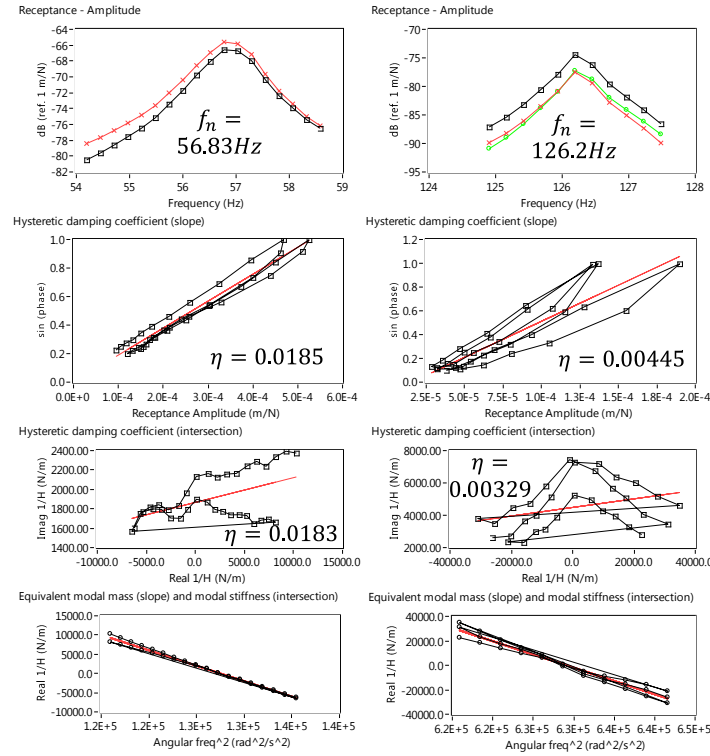 Receptance - Amplitude
-64
-66
-68
-70
-72
-74
-76
-78
-80
-82
dB (ref. 1 m/N)
f_n =
56.83Hz
54
55
56
57
58
59
Frequency (Hz)
Receptance - Amplitude
-70
-75
-80
-85
-90
-95
dB (ref. 1 m/N)
f_n =
126.2Hz
124
125
126
127
128
Frequency (Hz)
Hysteretic damping coefficient (slope)
1.0
0.8
0.6
0.4
0.2
0.0
sin (phase)
η = 0.0185
0.0E+0
1.0E-4
2.0E-4
3.0E-4
4.0E-4
5.0E-4
6.0E-4
Receptance Amplitude (m/N)
Hysteretic damping coefficient (slope)
1.2
1.0
0.8
0.6
0.4
0.2
0.0
sin (phase)
η = 0.00445
2.5E-5
5.0E-5
7.5E-5
1.0E-4
1.3E-4
1.5E-4
1.8E-4
2.0E-4
Receptance Amplitude (m/N)
Hysteretic damping coefficient (intersection)
2400.00
2200.00
2000.00
1800.00
1600.00
1400.00
Imag 1/H (N/m)
η = 0.0183
-10000.0
-5000.0
0.0
5000.0
10000.0
15000.0
Real 1/H (N/m)
Hysteretic damping coefficient (intersection)
8000.00
6000.00
4000.00
2000.00
Imag 1/H (N/m)
η =
0.00329
-40000.0
-20000.0
0.0
20000.0
40000.0
Real 1/H (N/m)
Equivalent modal mass (slope) and modal stiffness (intersection)
15000.0
10000.0
5000.0
0.0
-5000.0
-10000.0
Real 1/H (N/m)
1.2E+5
1.2E+5
1.3E+5
1.3E+5
1.4E+5
1.4E+5
Angular freq^2 (rad^2/s^2)
Equivalent modal mass (slope) and modal stiffness (intersection)
40000.0
20000.0
0.0
-20000.0
-40000.0
Real 1/H (N/m)
6.2E+5
6.2E+5
6.3E+5
6.3E+5
6.4E+5
6.5E+5
Angular freq^2 (rad^2/s^2)